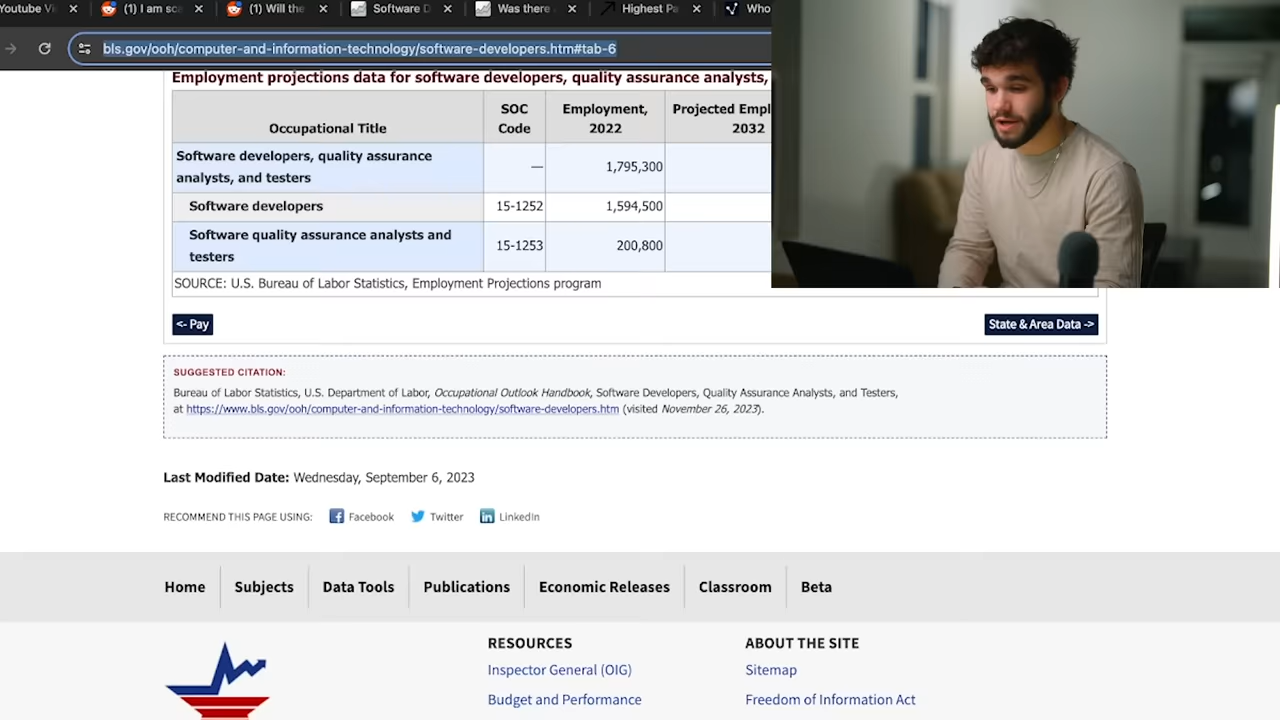 Youtube Vi
(1) I am sca
(1) Will the
Software D
Was there
Highest Pa
Who
bls.gov/ooh/computer-and-information-technology/software-developers.htm#tab-6
Employment projections data for software developers, quality assurance analysts,
Occupational Title
SOC Code
Employment, 2022
Projected Empl
2032
Software developers, quality assurance analysts, and testers
—
1,795,300
Software developers
15-1252
1,594,500
Software quality assurance analysts and testers
15-1253
200,800
SOURCE: U.S. Bureau of Labor Statistics, Employment Projections program
<- Pay
State & Area Data ->
SUGGESTED CITATION:
Bureau of Labor Statistics, U.S. Department of Labor, Occupational Outlook Handbook, Software Developers, Quality Assurance Analysts, and Testers,
at https://www.bls.gov/ooh/computer-and-information-technology/software-developers.htm (visited November 26, 2023).
Last Modified Date: Wednesday, September 6, 2023
RECOMMEND THIS PAGE USING:
Facebook
Twitter
LinkedIn
Home
Subjects
Data Tools
Publications
Economic Releases
Classroom
Beta
RESOURCES
ABOUT THE SITE
Inspector General (OIG)
Sitemap
Budget and Performance
Freedom of Information Act